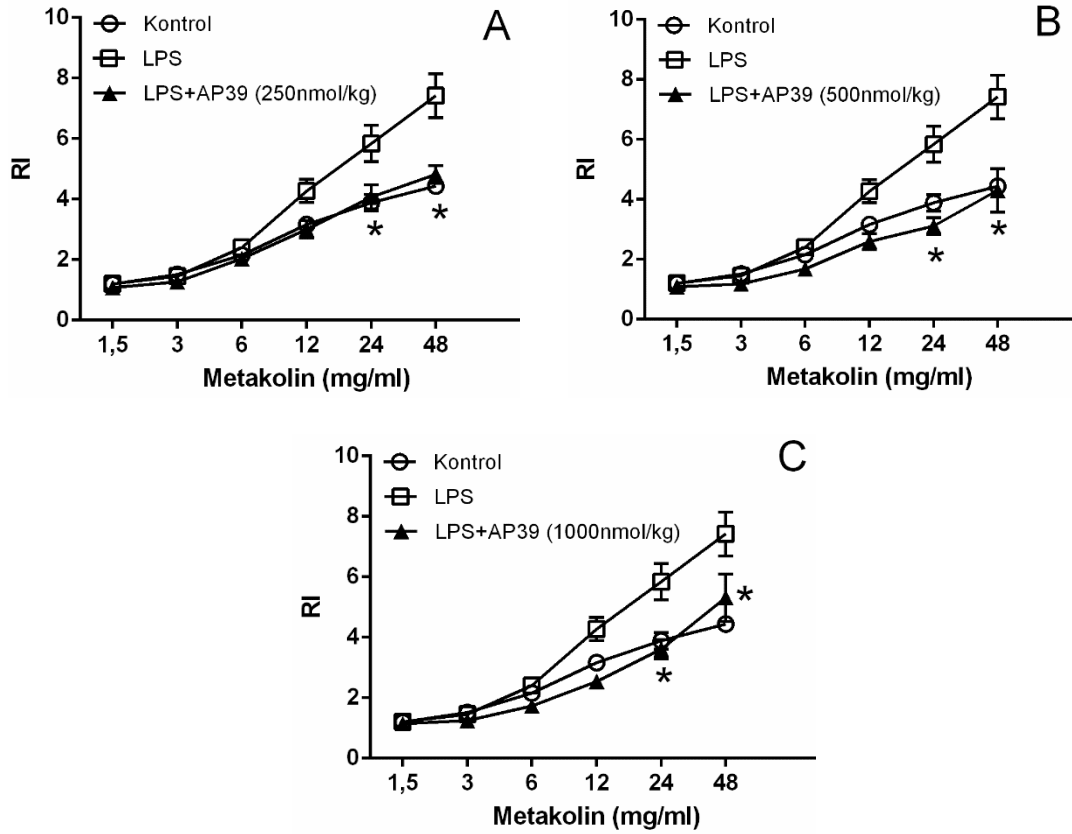 A
Kontrol
LPS
LPS+AP39 (250nmol/kg)
10
8
6
4
2
0
RI
*
*
1,5 3 6 12 24 48
Metakolin (mg/ml)
B
Kontrol
LPS
LPS+AP39 (500nmol/kg)
10
8
6
4
2
0
RI
*
*
1,5 3 6 12 24 48
Metakolin (mg/ml)
C
Kontrol
LPS
LPS+AP39 (1000nmol/kg)
10
8
6
4
2
0
RI
*
*
1,5 3 6 12 24 48
Metakolin (mg/ml)